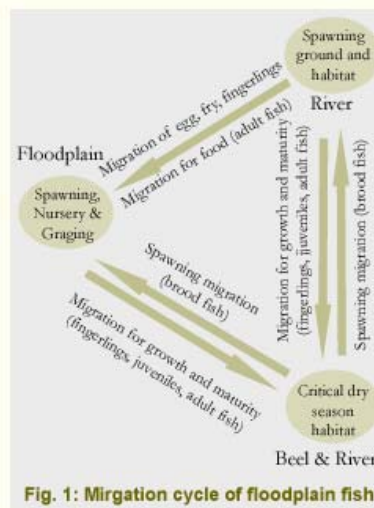 Spawning
ground and
habitat
River
Migration of egg, fry, fingerlings
Migration for food (adult fish)
Floodplain
Spawning,
Nursery &
Graging
Migration for growth and maturity
(fingerlings, juveniles, adult fish)
Spawning migration (brood fish)
Spawning migration
(brood fish)
Migration for growth and maturity
(fingerlings, juveniles, adult fish)
Critical dry
season
habitat
Beel & River
Fig. 1: Mirgation cycle of floodplain fish